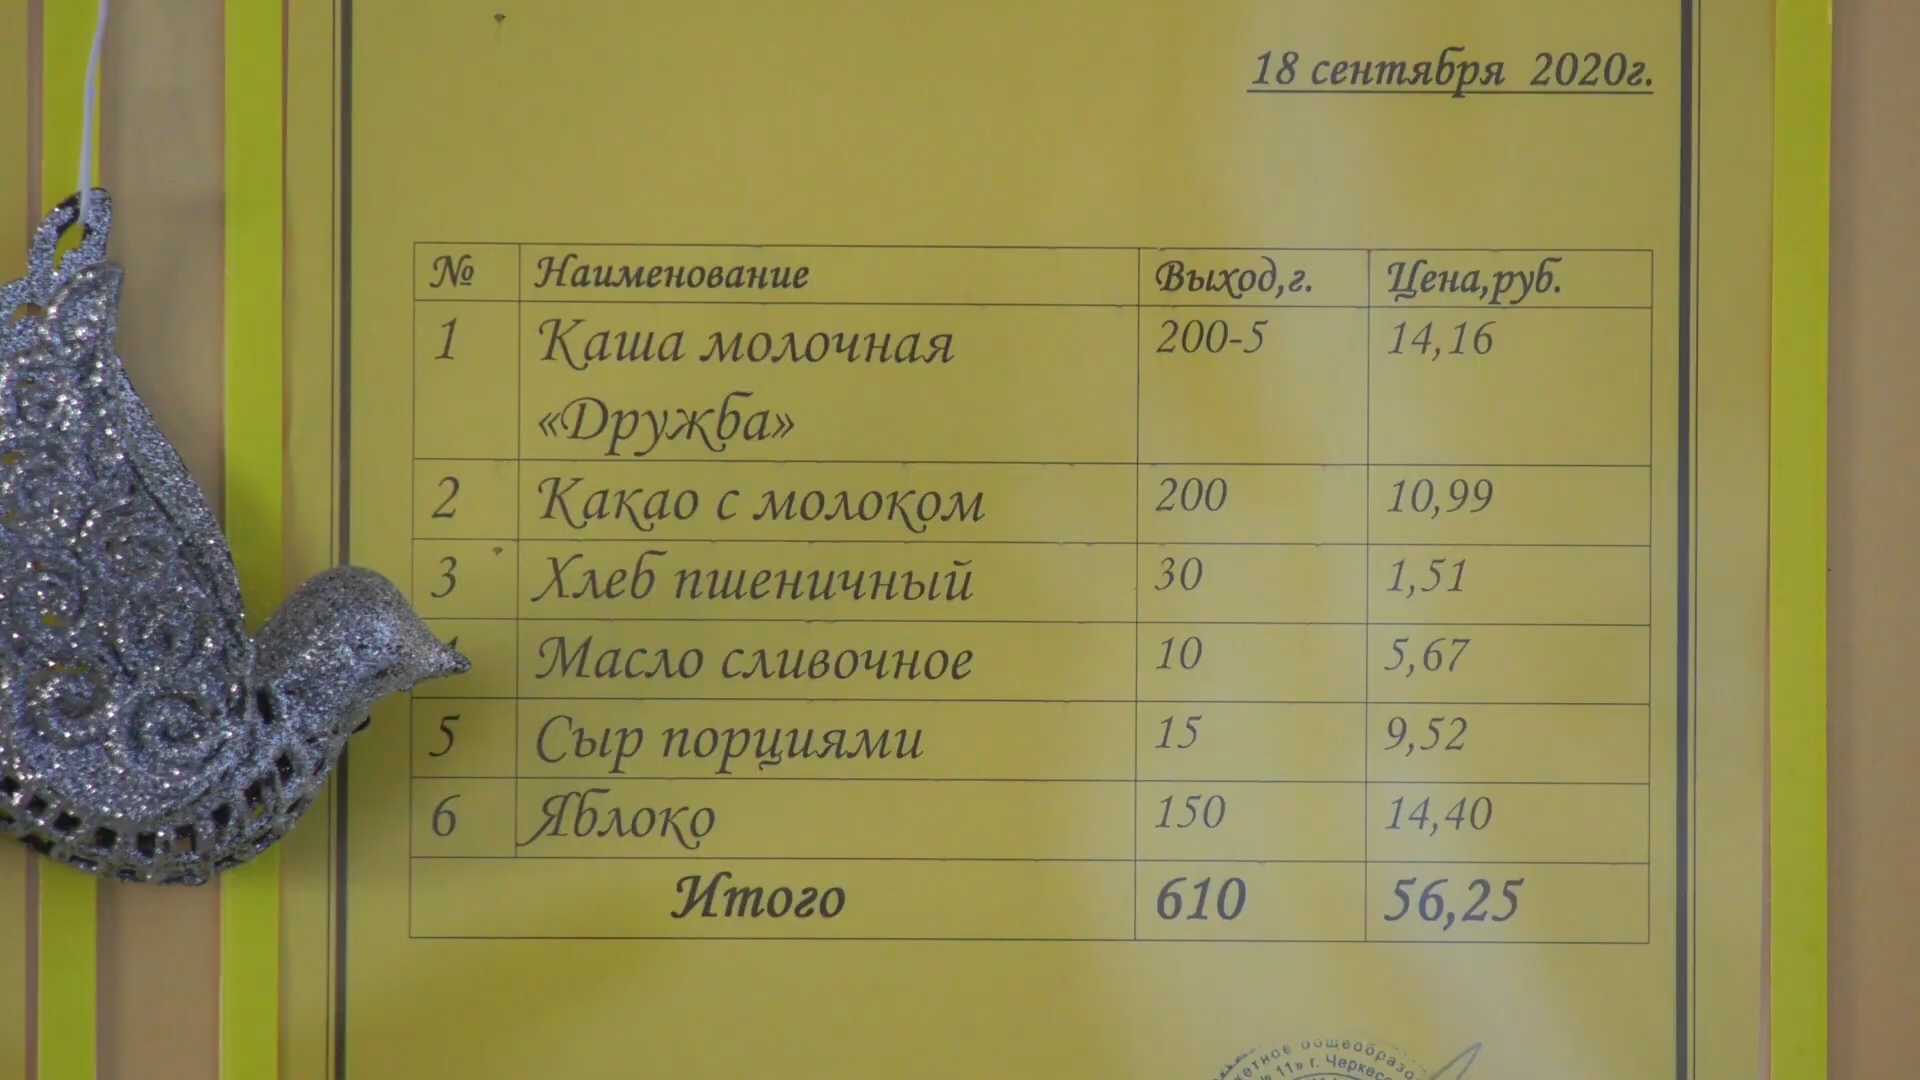 18 сентября 2020г.
№ Наименование Выход,г. Цена,руб.
1 Каша молочная 200-5 14,16
«Дружба»
2 Какао с молоком 200 10,99
3 Хлеб пшеничный 30 1,51
Масло сливочное 10 5,67
5 Сыр порциями 15 9,52
6 Яблоко 150 14,40
Итого 610 56,25
11» г.